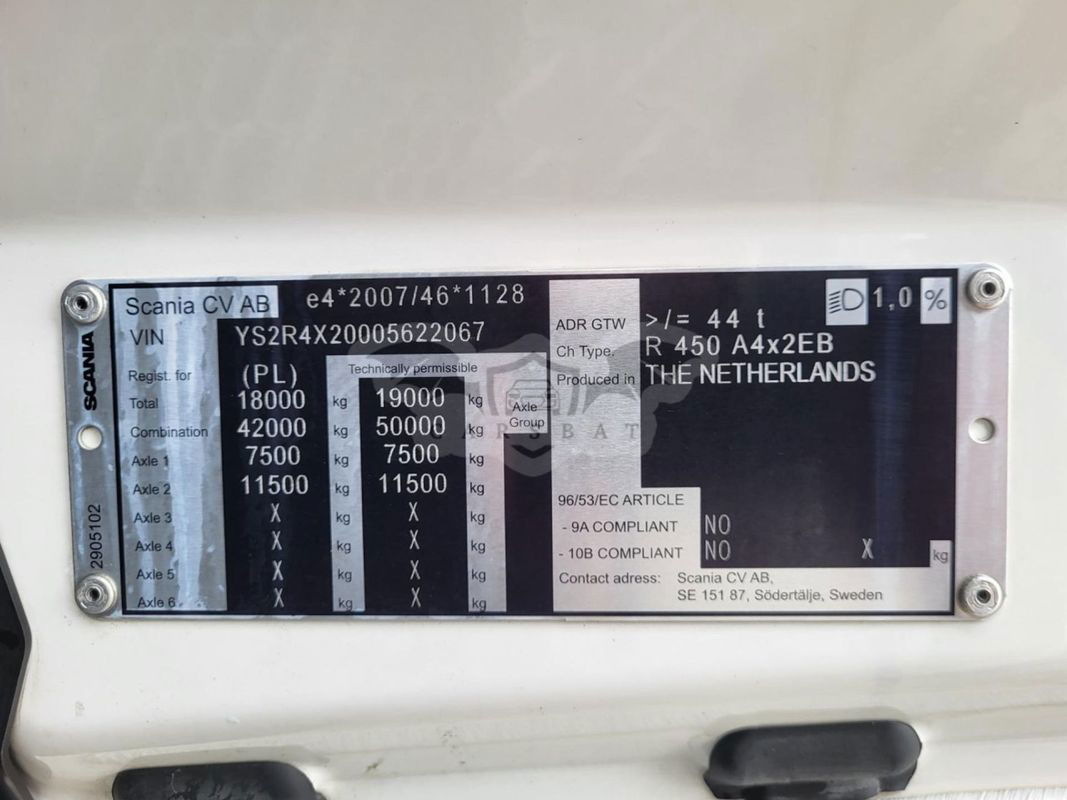 SCANIA
2905102
Scania CV AB e4*2007/46*1128
VIN YS2R4X20005622067
Regist. for (PL) Technically permissible
Total 18000 kg 19000 kg
Combination 42000 kg 50000 kg
Axle Group
Axle 1 7500 kg 7500 kg
Axle 2 11500 kg 11500 kg
Axle 3 X kg X kg
Axle 4 X kg X kg
Axle 5 X kg X kg
Axle 6 X kg X kg
1,0 %
ADR GTW >/= 44 t
Ch Type. R 450 A4x2EB
Produced in THE NETHERLANDS
96/53/EC ARTICLE
- 9A COMPLIANT NO
- 10B COMPLIANT NO X kg
Contact adress: Scania CV AB,
SE 151 87, Södertälje, Sweden
CARSBAT